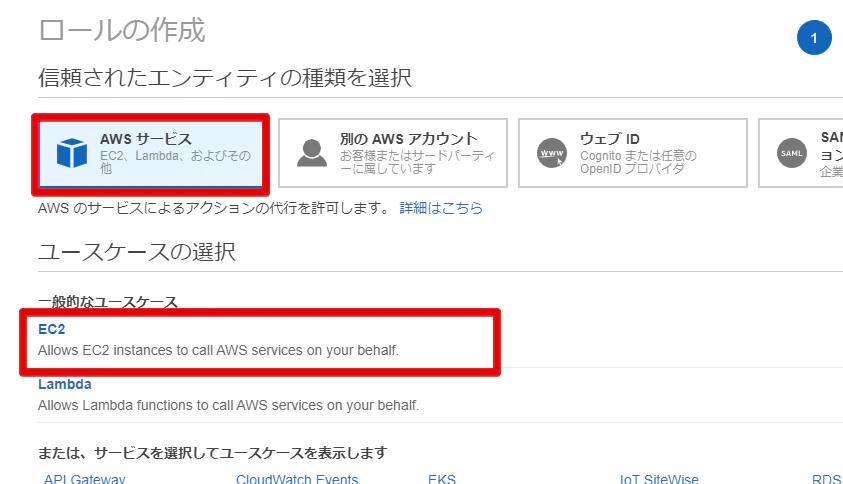 ロールの作成
1
信頼されたエンティティの種類を選択
AWS サービス
EC2、Lambda、およびその
他
別の AWS アカウント
お客様またはサードパーティ
ーに属しています
www
ウェブ ID
Cognito または任意の
OpenID プロバイダ
SAML
SAM
ョン
企業
AWS のサービスによるアクションの代行を許可します。 詳細はこちら
ユースケースの選択
一般的なユースケース
EC2
Allows EC2 instances to call AWS services on your behalf.
Lambda
Allows Lambda functions to call AWS services on your behalf.
または、サービスを選択してユースケースを表示します
API Gateway CloudWatch Events EKS IoT SiteWise RDS